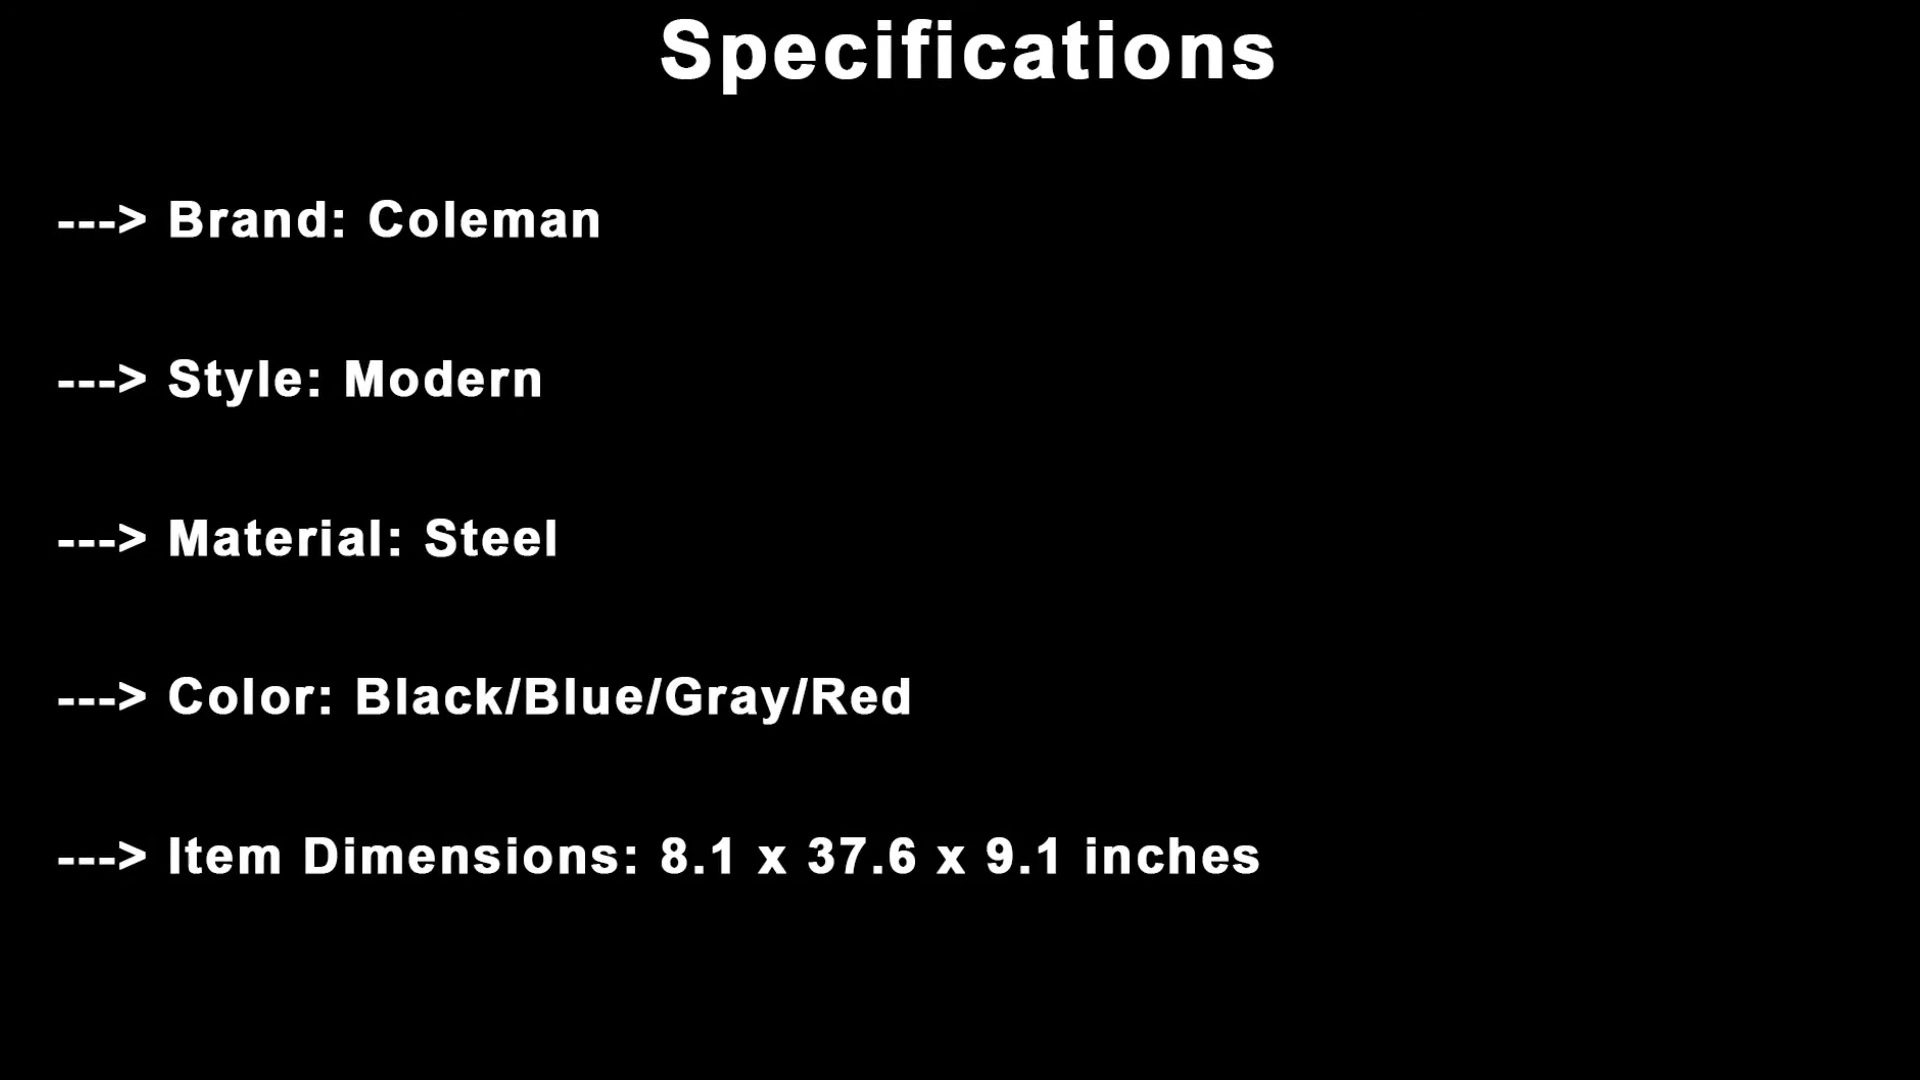 Specifications
---> Brand: Coleman
---> Style: Modern
---> Material: Steel
---> Color: Black/Blue/Gray/Red
---> Item Dimensions: 8.1 x 37.6 x 9.1 inches